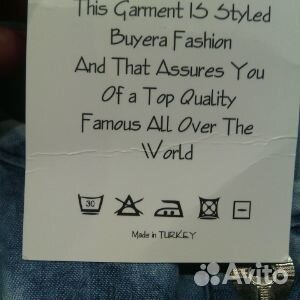 This Garment IS Styled
Buyera Fashion
And That Assures You
Of a Top Quality
Famous All Over The
World
30
Made in TURKEY
Avito